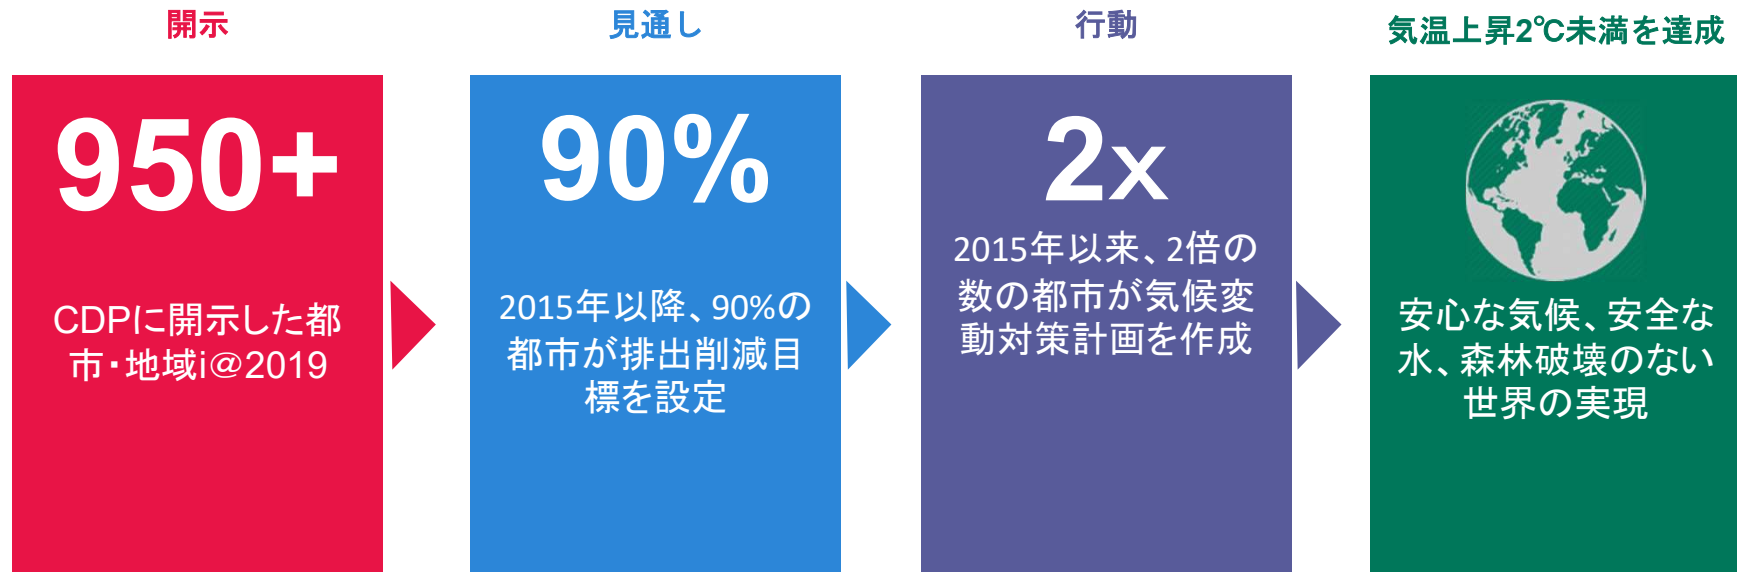 開示
950+
CDPに開示した都
市・地域i＠2019
見通し
90%
2015年以降、90%の
都市が排出削減目
標を設定
行動
2x
2015年以来、2倍の
数の都市が気候変
動対策計画を作成
気温上昇2℃未満を達成
安心な気候、安全な
水、森林破壊のない
世界の実現